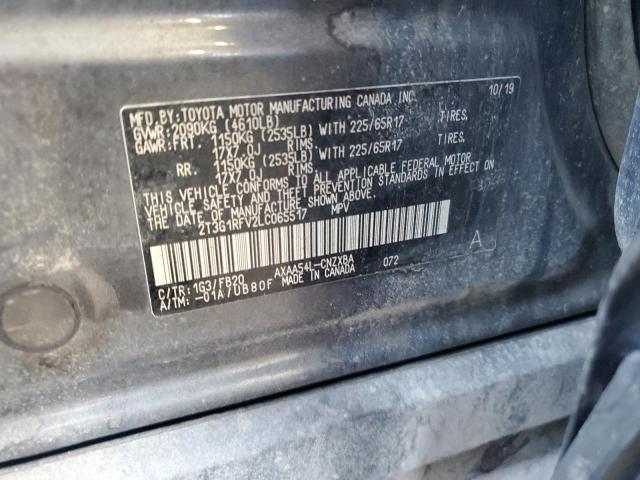 MFD.BY:TOYOTA MOTOR MANUFACTURING CANADA INC. 10/19
GVWR:2090KG (4610LB)
GAWR:FRT. 1150KG (2535LB) WITH 225/65R17 TIRES.
17X7.0J RIMS
RR. 1150KG (2535LB) WITH 225/65R17 TIRES.
17X7.0J RIMS
THIS VEHICLE CONFORMS TO ALL APPLICABLE FEDERAL MOTOR
VEHICLE SAFETY AND THEFT PREVENTION STANDARDS IN EFFECT ON
THE DATE OF MANUFACTURE SHOWN ABOVE.
2T3G1RFV2LC065517 MPV
A
C/TR: 1G3/FB20 AXAA54L-CNZXBA 072
A/TM: -01A/UB80F MADE IN CANADA